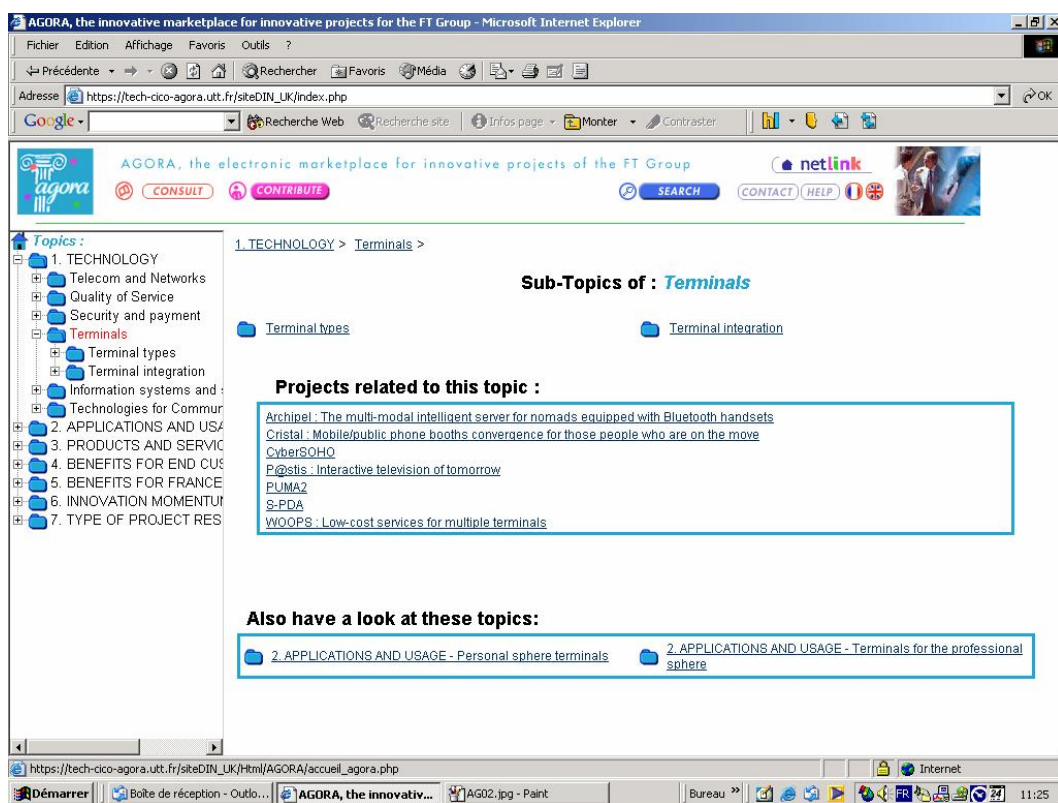 AGORA, the innovative marketplace for innovative projects for the FT Group - Microsoft Internet Explorer
Fichier Edition Affichage Favoris Outils ?
Précédente Rechercher Favoris Média
Adresse https://tech-cico-agora.utt.fr/siteDIN_UK/index.php OK
Google Recherche Web Recherche site Infos page Monter Contraster
agora
AGORA, the electronic marketplace for innovative projects of the FT Group
netlink
CONSULT CONTRIBUTE SEARCH CONTACT HELP
Topics :
1. TECHNOLOGY
Telecom and Networks
Quality of Service
Security and payment
Terminals
Terminal types
Terminal integration
Information systems and
Technologies for Commur
2. APPLICATIONS AND USA
3. PRODUCTS AND SERVIC
4. BENEFITS FOR END CUS
5. BENEFITS FOR FRANCE
6. INNOVATION MOMENTUM
7. TYPE OF PROJECT RES
1. TECHNOLOGY > Terminals >
Sub-Topics of : Terminals
Terminal types
Terminal integration
Projects related to this topic :
Archipel : The multi-modal intelligent server for nomads equipped with Bluetooth handsets
Cristal : Mobile/public phone booths convergence for those people who are on the move
CyberSOHO
P@stis : Interactive television of tomorrow
PUMA2
S-PDA
WOOPS : Low-cost services for multiple terminals
Also have a look at these topics:
2. APPLICATIONS AND USAGE - Personal sphere terminals
2. APPLICATIONS AND USAGE - Terminals for the professional
sphere
https://tech-cico-agora.utt.fr/siteDIN_UK/Html/AGORA/accueil_agora.php Internet
Démarrer Boîte de réception - Outlo... AGORA, the innovativ... AG02.jpg - Paint Bureau » FR 24 11:25